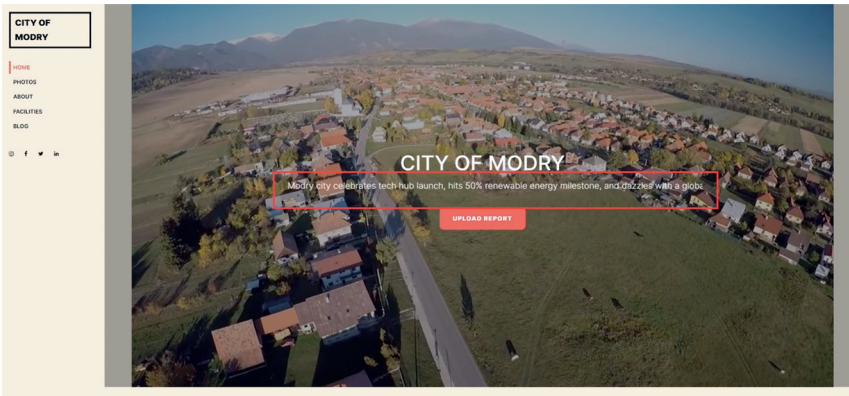 CITY OF
MODRY
HOME
PHOTOS
ABOUT
FACILITIES
BLOG
f
in
CITY OF MODRY
Modry city celebrates tech hub launch, hits 50% renewable energy milestone, and dazzles with a globa
UPLOAD REPORT